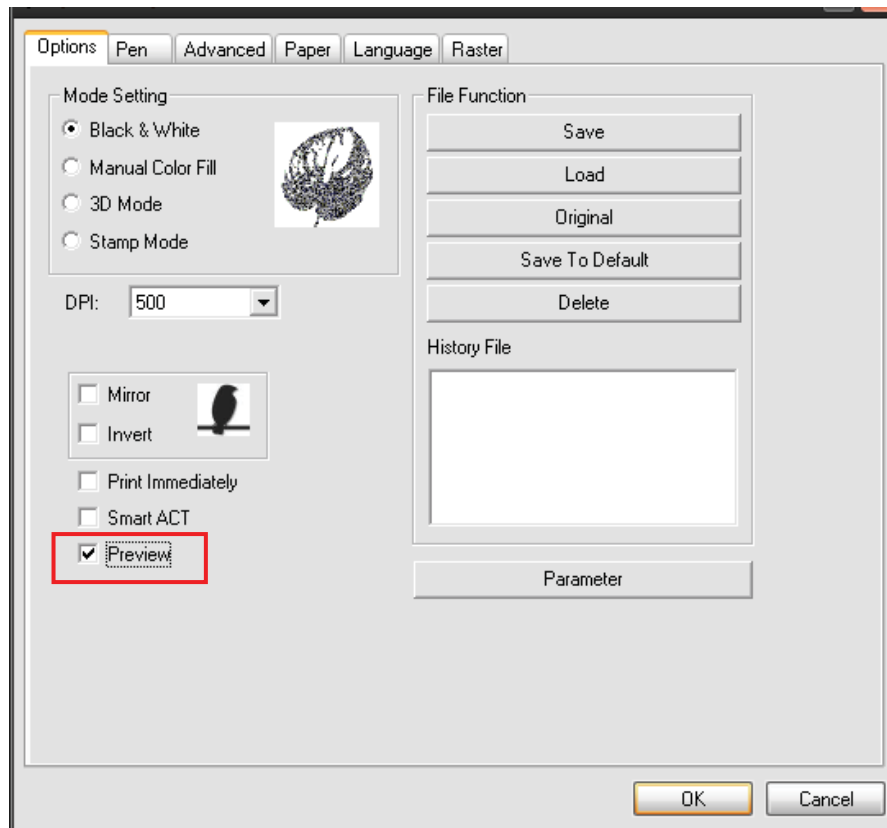 Options Pen Advanced Paper Language Raster
Mode Setting
Black & White
Manual Color Fill
3D Mode
Stamp Mode
DPI: 500
Mirror
Invert
Print Immediately
Smart ACT
Preview
File Function
Save
Load
Original
Save To Default
Delete
History File
Parameter
OK Cancel